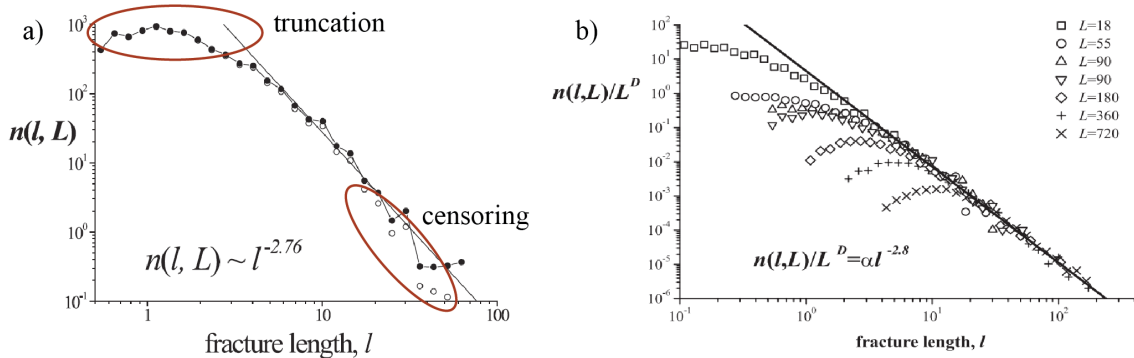 a)
truncation
n(l, L)
10^3
10^2
10^1
10^0
10^-1
censoring
n(l, L) ~ l^-2.76
1
10
100
fracture length, l
b)
n(l,L)/L^D
10^2
10^1
10^0
10^-1
10^-2
10^-3
10^-4
10^-5
10^-6
L=18
L=55
L=90
L=90
L=180
L=360
L=720
n(l,L)/L^D=αl^-2.8
10^-1
10^0
10^1
10^2
fracture length, l